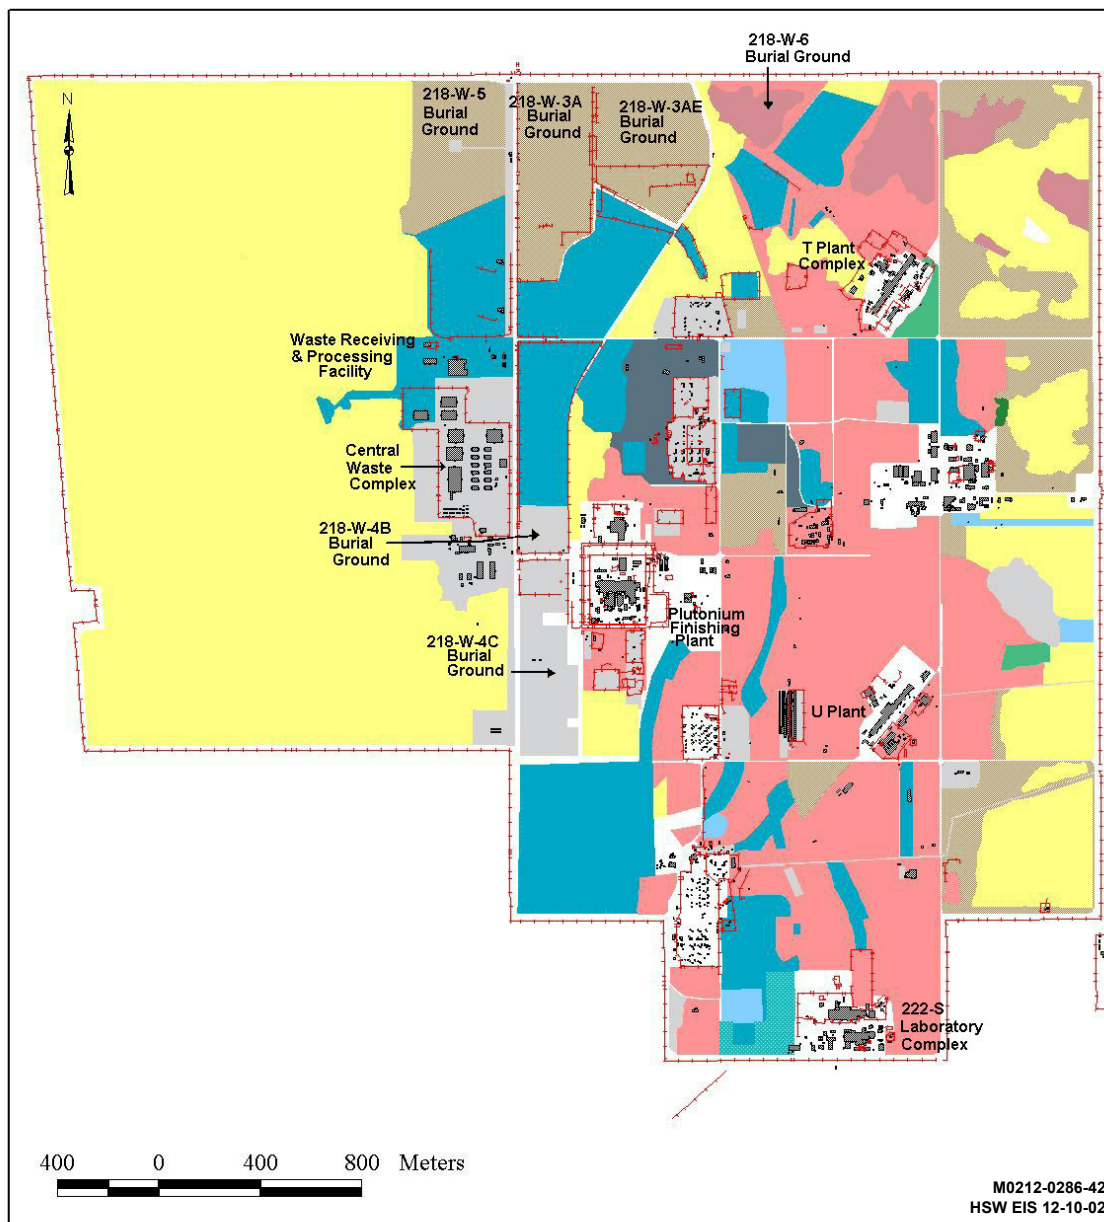 218-W-6
Burial Ground
N
218-W-5
Burial
Ground
218-W-3A
Burial
Ground
218-W-3AE
Burial
Ground
T Plant
Complex
Waste Receiving
& Processing
Facility
Central
Waste
Complex
218-W-4B
Burial
Ground
Plutonium
Finishing
Plant
218-W-4C
Burial
Ground
U Plant
222-S
Laboratory
Complex
400 0 400 800 Meters
M0212-0286-42
HSW EIS 12-10-02